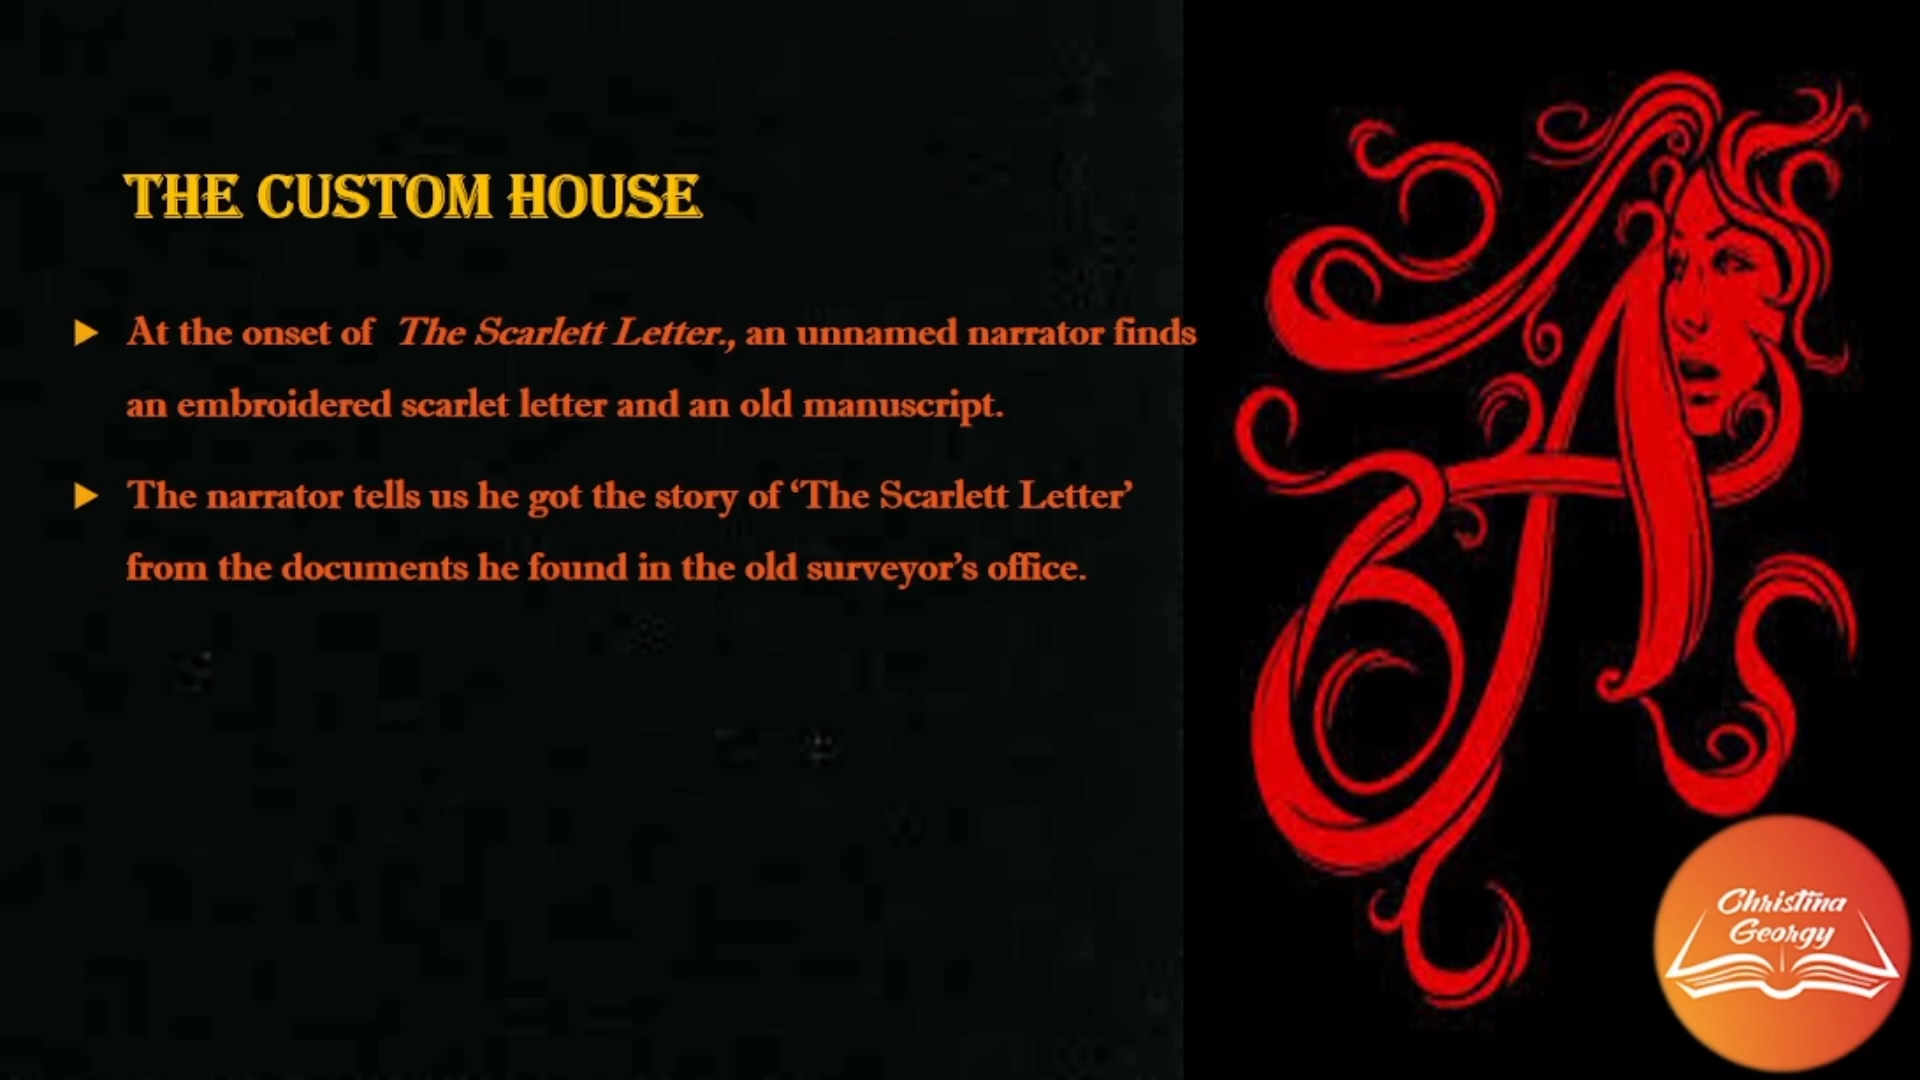 THE CUSTOM HOUSE
At the onset of The Scarlett Letter., an unnamed narrator finds
an embroidered scarlet letter and an old manuscript.
The narrator tells us he got the story of ‘The Scarlett Letter’
from the documents he found in the old surveyor’s office.
A
Christina
Georgy